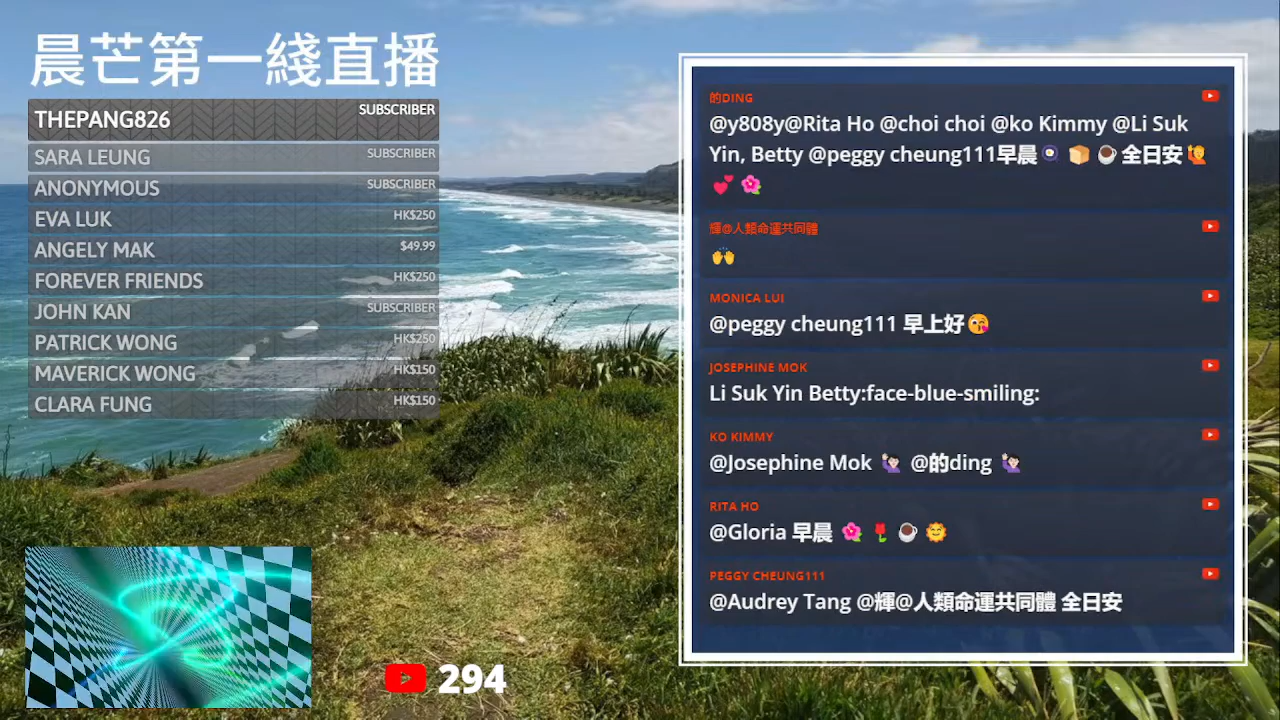 晨芒第一綫直播
THEPANG826 SUBSCRIBER
SARA LEUNG SUBSCRIBER
ANONYMOUS SUBSCRIBER
EVA LUK HK$250
ANGELY MAK $49.99
FOREVER FRIENDS HK$250
JOHN KAN SUBSCRIBER
PATRICK WONG HK$250
MAVERICK WONG HK$150
CLARA FUNG HK$150
294
的DING
@y808y@Rita Ho @choi choi @ko Kimmy @Li Suk
Yin, Betty @peggy cheung111早晨🍳🍞☕全日安🙋
💕🌺
輝@人類命運共同體
🙌
MONICA LUI
@peggy cheung111 早上好😘
JOSEPHINE MOK
Li Suk Yin Betty:face-blue-smiling:
KO KIMMY
@Josephine Mok 🙋🏻‍♀️ @的ding 🙋🏻‍♀️
RITA HO
@Gloria 早晨 🌺🌷☕🌞
PEGGY CHEUNG111
@Audrey Tang @輝@人類命運共同體 全日安